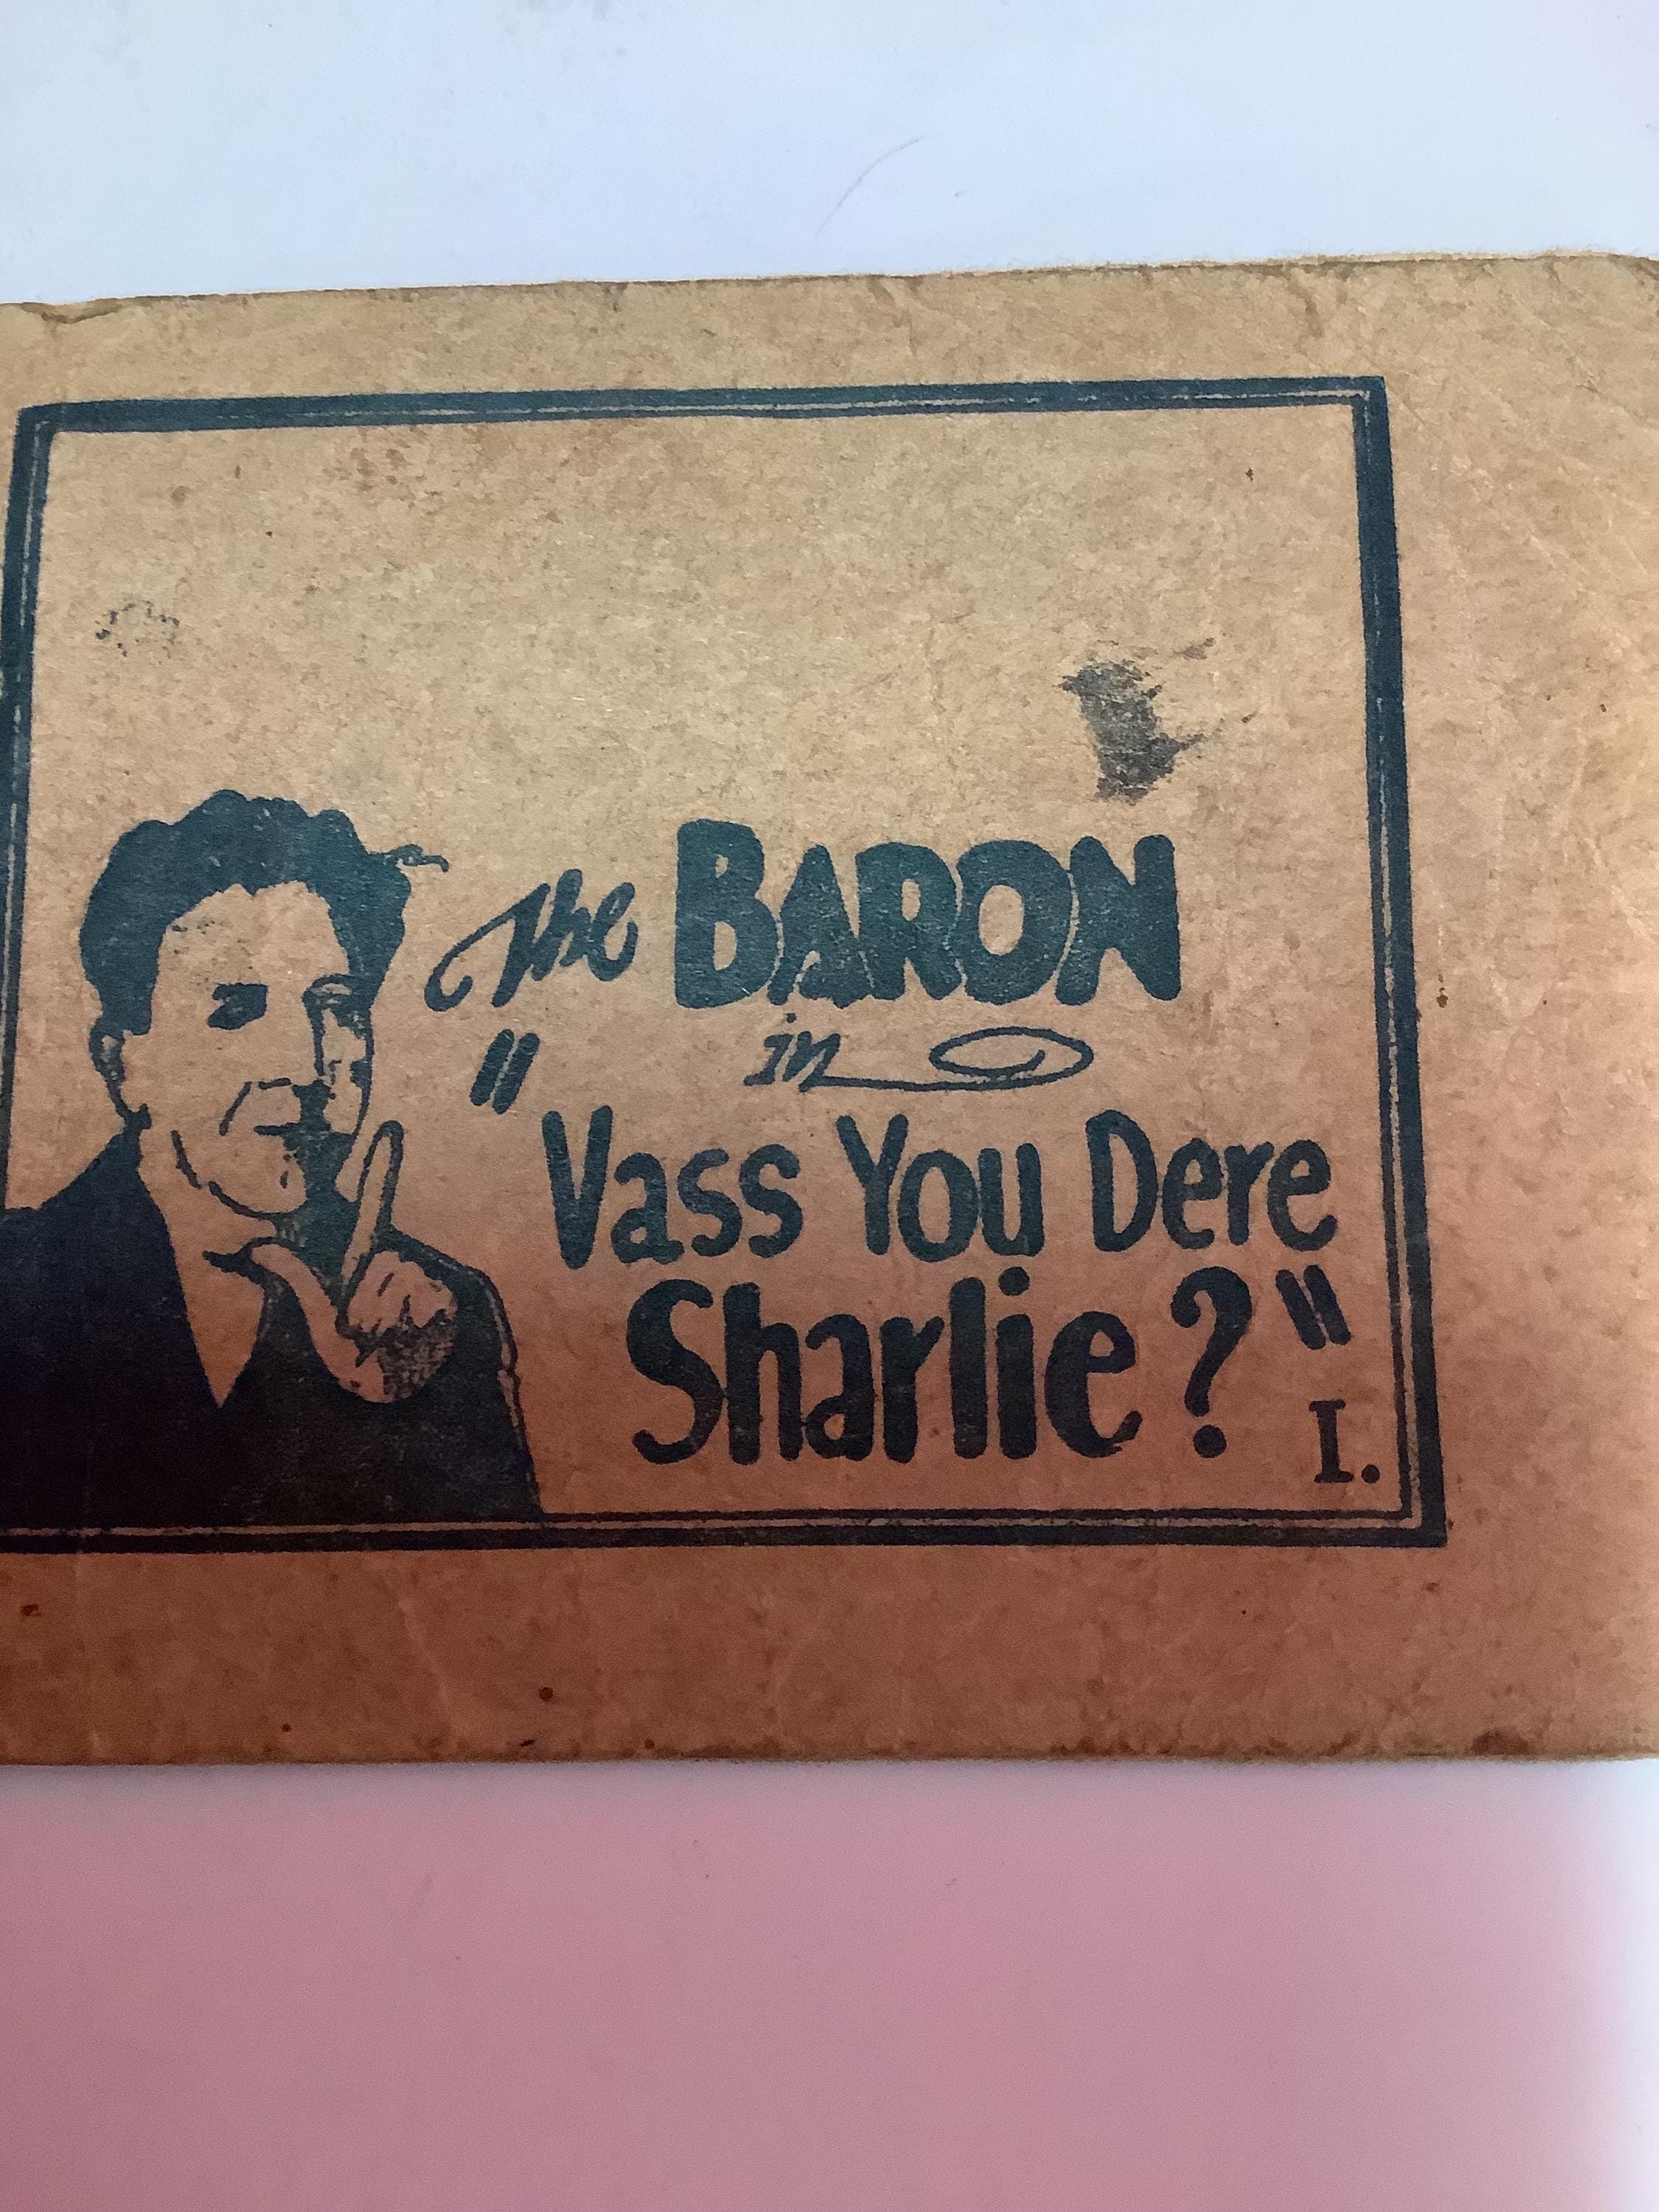 The BARON
in
"Vass You Dere
Sharlie?"
I.